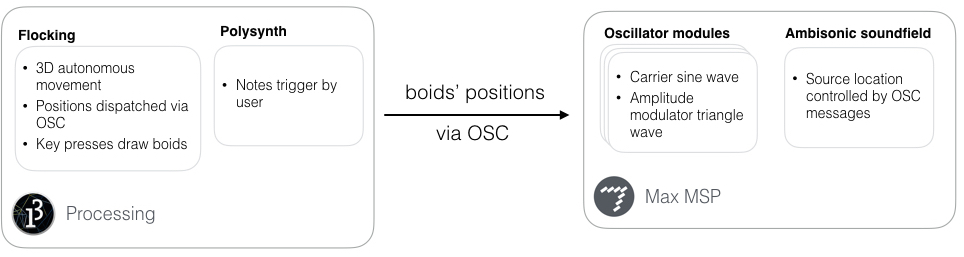 Flocking
• 3D autonomous
movement
• Positions dispatched via
OSC
• Key presses draw boids
Polysynth
• Notes trigger by
user
Processing
boids' positions
via OSC
Oscillator modules
• Carrier sine wave
• Amplitude
modulator triangle
wave
Ambisonic soundfield
• Source location
controlled by OSC
messages
Max MSP